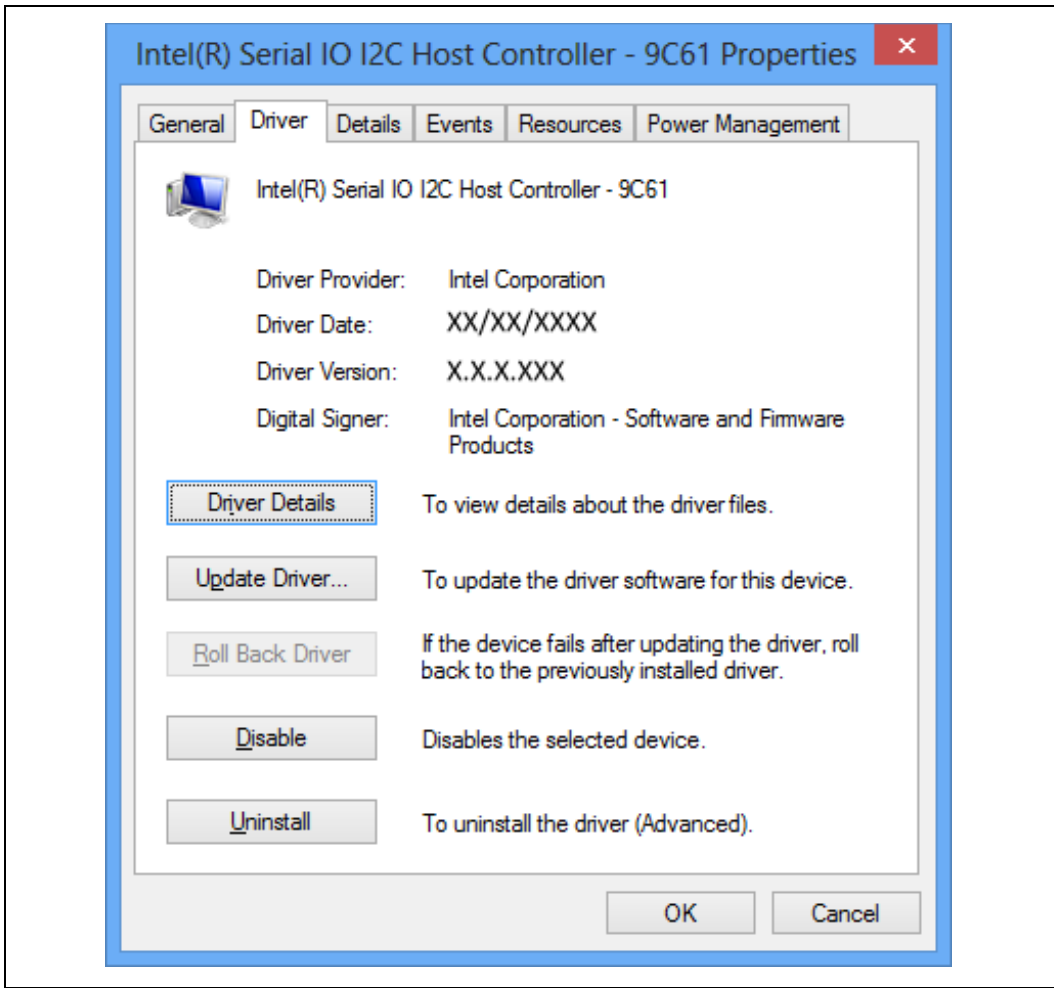 Intel(R) Serial IO I2C Host Controller - 9C61 Properties
General Driver Details Events Resources Power Management
Intel(R) Serial IO I2C Host Controller - 9C61
Driver Provider: Intel Corporation
Driver Date: XX/XX/XXXX
Driver Version: X.X.X.XXX
Digital Signer: Intel Corporation - Software and Firmware
Products
Driver Details To view details about the driver files.
Update Driver... To update the driver software for this device.
Roll Back Driver If the device fails after updating the driver, roll
back to the previously installed driver.
Disable Disables the selected device.
Uninstall To uninstall the driver (Advanced).
OK Cancel